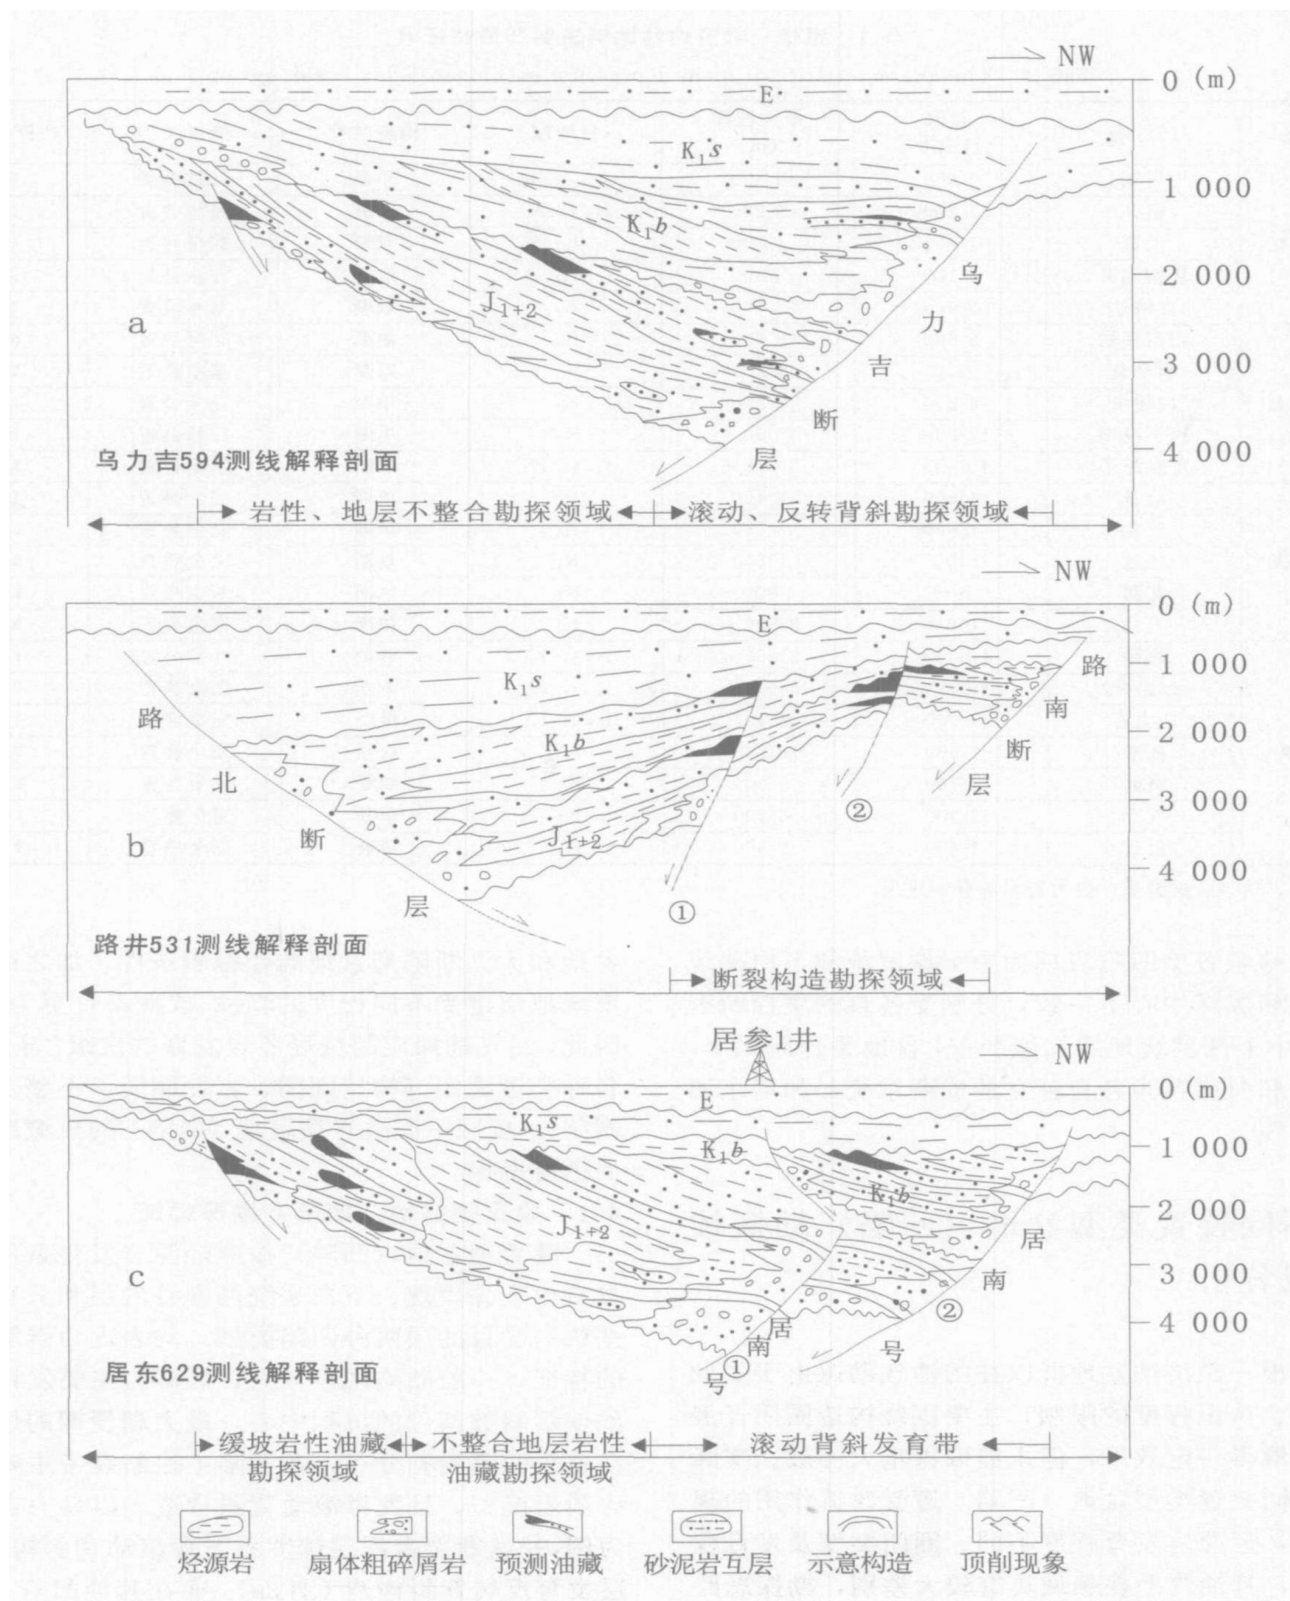 NW
0 (m)
E
K₁s
1 000
K₁b
2 000
乌
力
J₁₊₂
a
3 000
吉
断
4 000
层
乌力吉594测线解释剖面
岩性、地层不整合勘探领域
滚动、反转背斜勘探领域
NW
0 (m)
E
路
1 000
K₁s
南
路
2 000
K₁b
断
北
层
3 000
②
断
J₁₊₂
b
4 000
层
①
路井531测线解释剖面
断裂构造勘探领域
居参1井
NW
0 (m)
E
K₁s
1 000
K₁b
K₁b
2 000
J₁₊₂
居
3 000
c
南
②
4 000
居
南
号
①
号
居东629测线解释剖面
缓坡岩性油藏
勘探领域
不整合地层岩性
油藏勘探领域
滚动背斜发育带
烃源岩
扇体粗碎屑岩
预测油藏
砂泥岩互层
示意构造
顶削现象